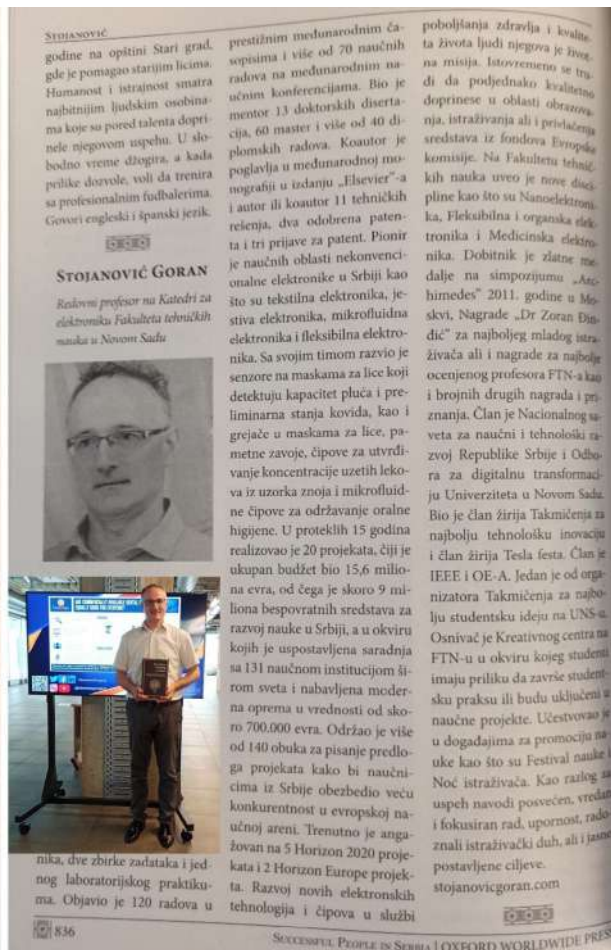 STOJANOVIĆ
godine na opštini Stari grad,
gde je pomagao starijim licima.
Humanost i istrajnost smatra
najbitnijim ljudskim osobina-
ma koje su pored talenta dopri-
nele njegovom uspehu. U slo-
bodno vreme džogira, a kada
prilike dozvole, voli da trenira
sa profesionalnim fudbalerima.
Govori engleski i španski jezik.
STOJANOVIĆ GORAN
Redovni profesor na Katedri za
elektroniku Fakulteta tehničkih
nauka u Novom Sadu
nika, dve zbirke zadataka i jed-
nog laboratorijskog praktiku-
ma. Objavio je 120 radova u
prestižnim međunarodnim ča-
sopisima i više od 70 naučnih
radova na međunarodnim na-
učnim konferencijama. Bio je
mentor 13 doktorskih diserta-
cija, 60 master i više od 40 di-
plomskih radova. Koautor je
poglavlja u međunarodnoj mo-
nografiji u izdanju „Elsevier"-a
i autor ili koautor 11 tehničkih
rešenja, dva odobrena paten-
ta i tri prijave za patent. Pionir
je naučnih oblasti nekonvenci-
onalne elektronike u Srbiji kao
što su tekstilna elektronika, je-
stiva elektronika, mikrofluidna
elektronika i fleksibilna elektro-
nika. Sa svojim timom razvio je
senzore na maskama za lice koji
detektuju kapacitet pluća i pre-
liminarna stanja kovida, kao i
grejače u maskama za lice, pa-
metne zavoje, čipove za utvrđi-
vanje koncentracije uzetih leko-
va iz uzorka znoja i mikrofluid-
ne čipove za održavanje oralne
higijene. U proteklih 15 godina
realizovao je 20 projekata, čiji je
ukupan budžet bio 15,6 milio-
na evra, od čega je skoro 9 mi-
liona bespovratnih sredstava za
razvoj nauke u Srbiji, a u okviru
kojih je uspostavljena saradnja
sa 131 naučnom institucijom ši-
rom sveta i nabavljena moder-
na oprema u vrednosti od sko-
ro 700.000 evra. Održao je više
od 140 obuka za pisanje predlo-
ga projekata kako bi naučni-
cima iz Srbije obezbedio veću
konkurentnost u evropskoj na-
učnoj areni. Trenutno je anga-
žovan na 5 Horizon 2020 proje-
kata i 2 Horizon Europe projek-
ta. Razvoj novih elektronskih
tehnologija i čipova u službi
poboljšanja zdravlja i kvalite-
ta života ljudi njegova je život-
na misija. Istovremeno se tru-
di da podjednako kvalitetno
doprinese u oblasti obrazova-
nja, istraživanja ali i privlačenja
sredstava iz fondova Evropske
komisije. Na Fakultetu tehnič-
kih nauka uveo je nove disci-
pline kao što su Nanoelektroni-
ka, Fleksibilna i organska elek-
tronika i Medicinska elektro-
nika. Dobitnik je zlatne me-
dalje na simpozijumu „Arc-
himedes" 2011. godine u Mo-
skvi, Nagrade „Dr Zoran Đin-
đić" za najboljeg mladog istra-
živača ali i nagrade za najbolje
ocenjenog profesora FTN-a kao
i brojnih drugih nagrada i pri-
znanja. Član je Nacionalnog sa-
veta za naučni i tehnološki ra-
zvoj Republike Srbije i Odbo-
ra za digitalnu transformaci-
ju Univerziteta u Novom Sadu.
Bio je član žirija Takmičenja za
najbolju tehnološku inovaciju
i član žirija Tesla festa. Član je
IEEE i OE-A. Jedan je od orga-
nizatora Takmičenja za najbo-
lju studentsku ideju na UNS-u.
Osnivač je Kreativnog centra na
FTN-u u okviru kojeg studenti
imaju priliku da završe student-
sku praksu ili budu uključeni u
naučne projekte. Učestvovao je
u događajima za promociju na-
uke kao što su Festival nauke i
Noć istraživača. Kao razlog za
uspeh navodi posvećen, vredan
i fokusiran rad, upornost, rado-
znali istraživački duh, ali i jasno
postavljene ciljeve.
stojanovicgoran.com
836
SUCCESSFUL PEOPLE IN SERBIA | OXFORD WORLDWIDE PRES